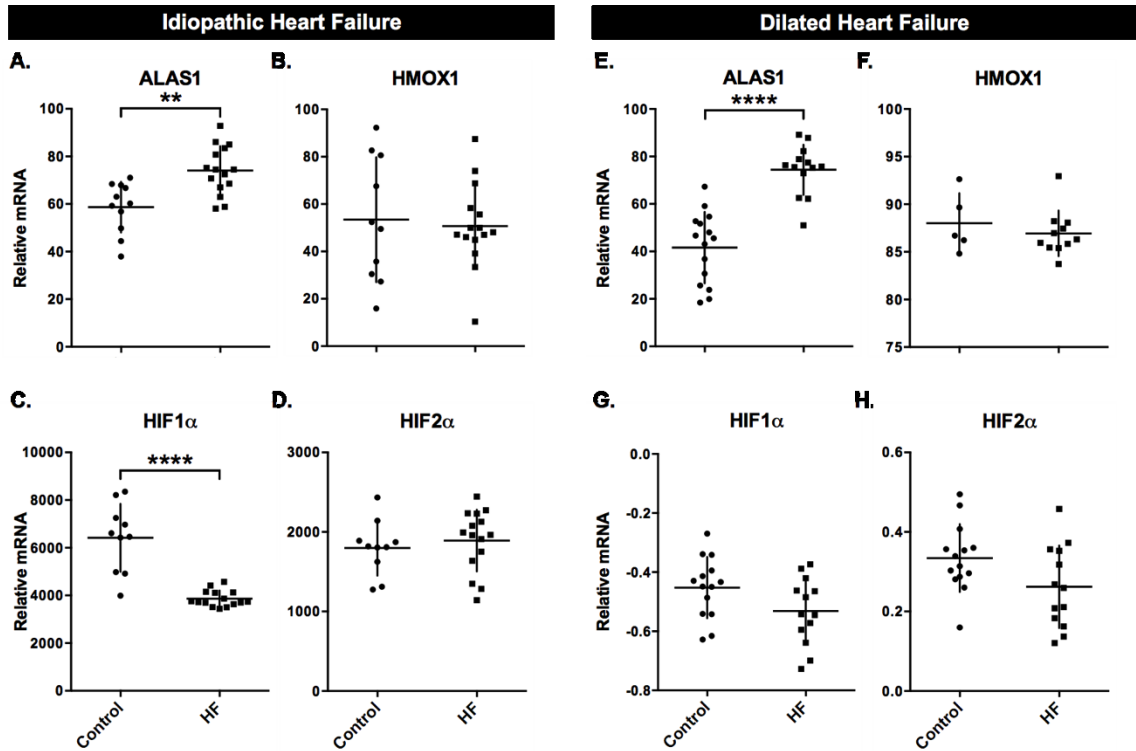 Idiopathic Heart Failure
Dilated Heart Failure
A.
ALAS1
**
Relative mRNA
100
80
60
40
20
0
B.
HMOX1
100
80
60
40
20
0
E.
ALAS1
****
Relative mRNA
100
80
60
40
20
0
F.
HMOX1
100
95
90
85
80
75
C.
HIF1α
****
Relative mRNA
10000
8000
6000
4000
2000
0
Control
HF
D.
HIF2α
3000
2000
1000
0
Control
HF
G.
HIF1α
Relative mRNA
0.0
-0.2
-0.4
-0.6
-0.8
Control
HF
H.
HIF2α
0.6
0.4
0.2
0.0
Control
HF